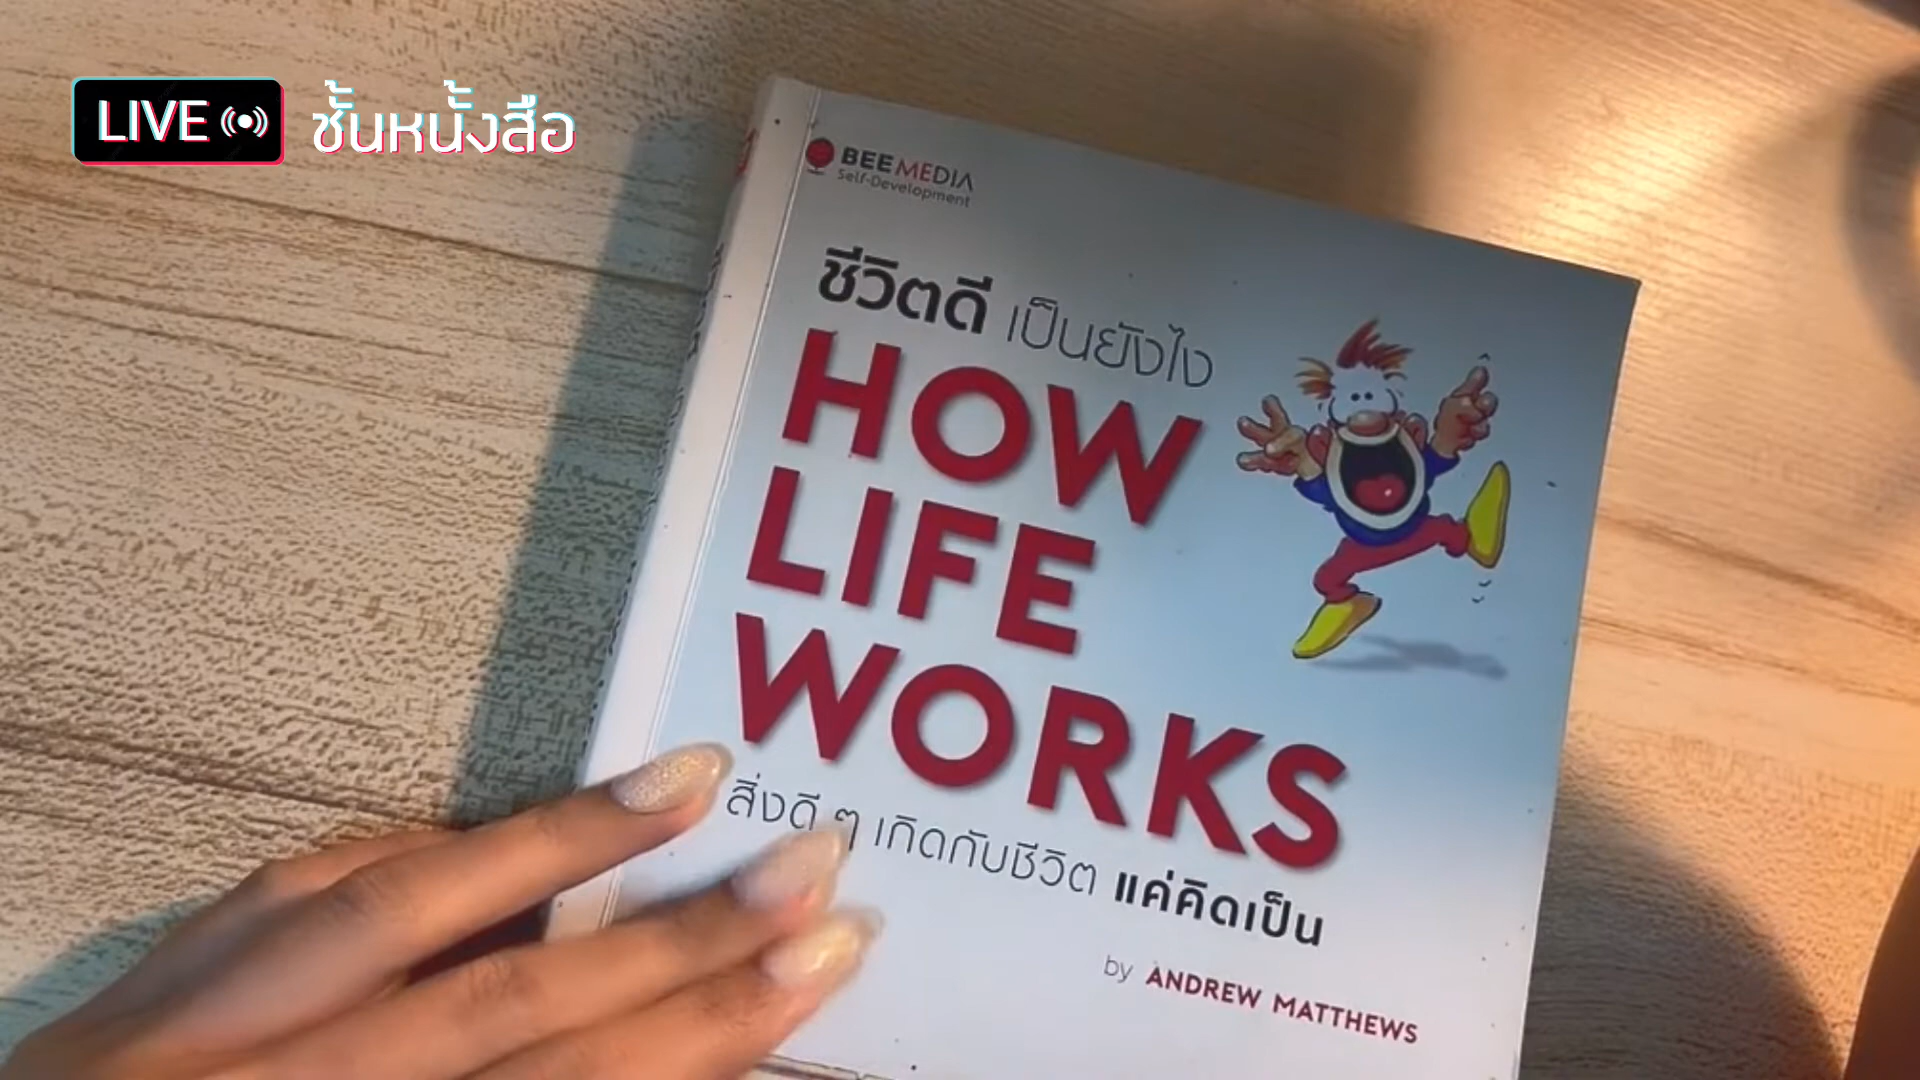 LIVE
ชั้นหนั้งสือ
BEEMEDIA
Self-Development
ชีวิตดี เป็นยังไง
HOW
LIFE
WORKS
สิ่งดี ๆ เกิดกับชีวิต แค่คิดเป็น
by ANDREW MATTHEWS